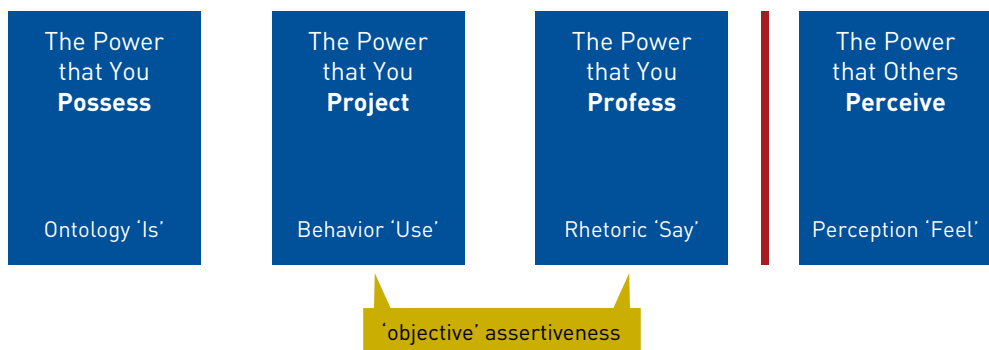 The Power
that You
Possess
Ontology ‘Is’
The Power
that You
Project
Behavior ‘Use’
The Power
that You
Profess
Rhetoric ‘Say’
The Power
that Others
Perceive
Perception ‘Feel’
‘objective’ assertiveness